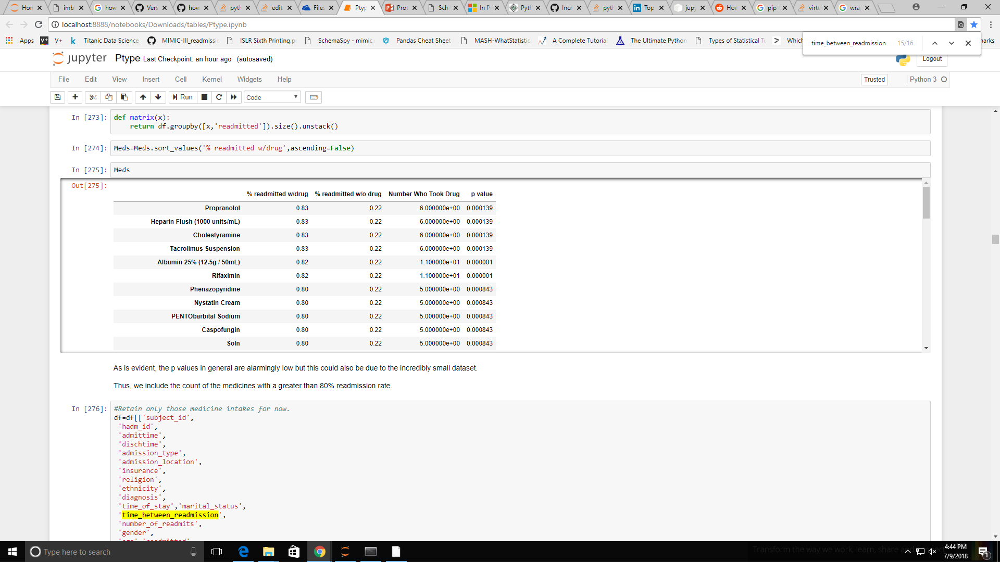 Hon
imb
how
Vers
how
pyth
edit
Files
Ptyp
Prot
Sch
In P
Pyth
Incr
pyth
Top
jupy
How
pip
virtu
wra
localhost:8888/notebooks/Downloads/tables/Ptype.ipynb
Apps
V+
Titanic Data Science
MIMIC-III_readmissic
ISLR Sixth Printing.p
SchemaSpy - mimic.
Pandas Cheat Sheet
MASH-WhatStatistic
A Complete Tutorial
The Ultimate Python
Types of Statistical Te
Which
marks
time_between_readmission 15/16
jupyter Ptype Last Checkpoint: an hour ago (autosaved)
Logout
File Edit View Insert Cell Kernel Widgets Help
Trusted
Python 3
Run
Code
In [273]: def matrix(x):
return df.groupby([x,'readmitted']).size().unstack()
In [274]: Meds=Meds.sort_values('% readmitted w/drug',ascending=False)
In [275]: Meds
Out[275]:
% readmitted w/drug % readmitted w/o drug Number Who Took Drug p value
Propranolol 0.83 0.22 6.000000e+00 0.000139
Heparin Flush (1000 units/mL) 0.83 0.22 6.000000e+00 0.000139
Cholestyramine 0.83 0.22 6.000000e+00 0.000139
Tacrolimus Suspension 0.83 0.22 6.000000e+00 0.000139
Albumin 25% (12.5g / 50mL) 0.82 0.22 1.100000e+01 0.000001
Rifaximin 0.82 0.22 1.100000e+01 0.000001
Phenazopyridine 0.80 0.22 5.000000e+00 0.000843
Nystatin Cream 0.80 0.22 5.000000e+00 0.000843
PENTObarbital Sodium 0.80 0.22 5.000000e+00 0.000843
Caspofungin 0.80 0.22 5.000000e+00 0.000843
Soln 0.80 0.22 5.000000e+00 0.000843
As is evident, the p values in general are alarmingly low but this could also be due to the incredibly small dataset.
Thus, we include the count of the medicines with a greater than 80% readmission rate.
In [276]: #Retain only those medicine intakes for now.
df=df[['subject_id',
'hadm_id',
'admittime',
'dischtime',
'admission_type',
'admission_location',
'insurance',
'religion',
'ethnicity',
'diagnosis',
'time_of_stay','marital_status',
'time_between_readmission',
'number_of_readmits',
'gender',
'age','readmitted'
Type here to search
Transform the way we work, learn, share and
4:44 PM
7/9/2018
1